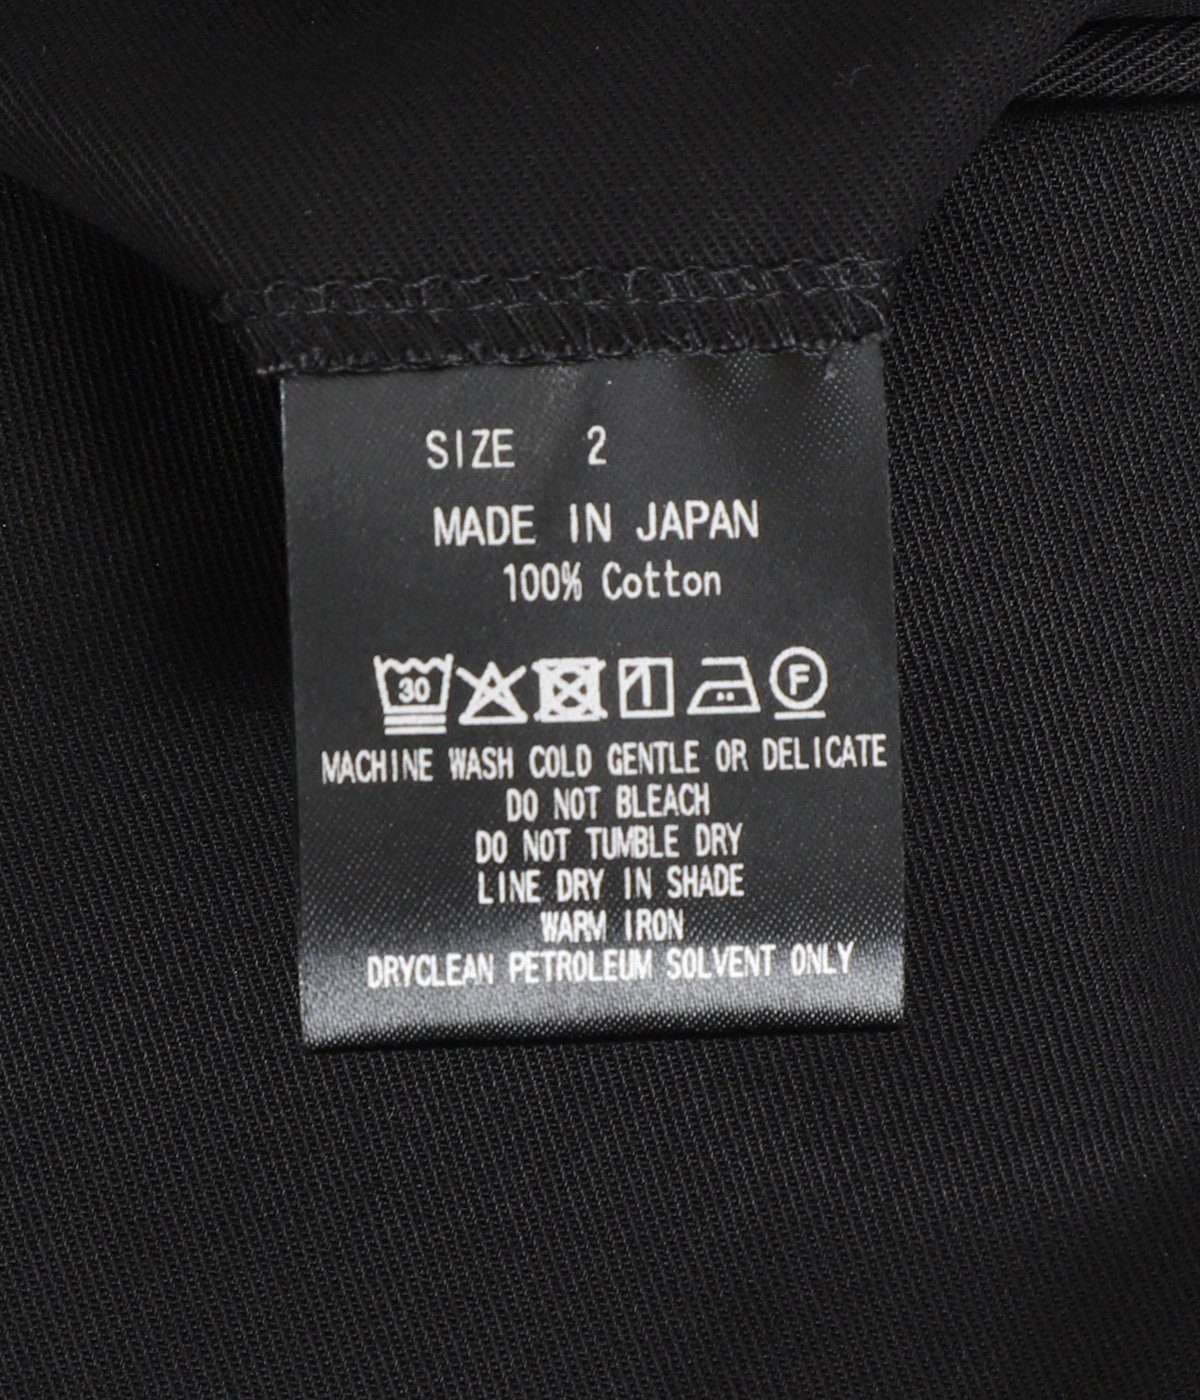 SIZE 2
MADE IN JAPAN
100% Cotton
30 F
MACHINE WASH COLD GENTLE OR DELICATE
DO NOT BLEACH
DO NOT TUMBLE DRY
LINE DRY IN SHADE
WARM IRON
DRYCLEAN PETROLEUM SOLVENT ONLY